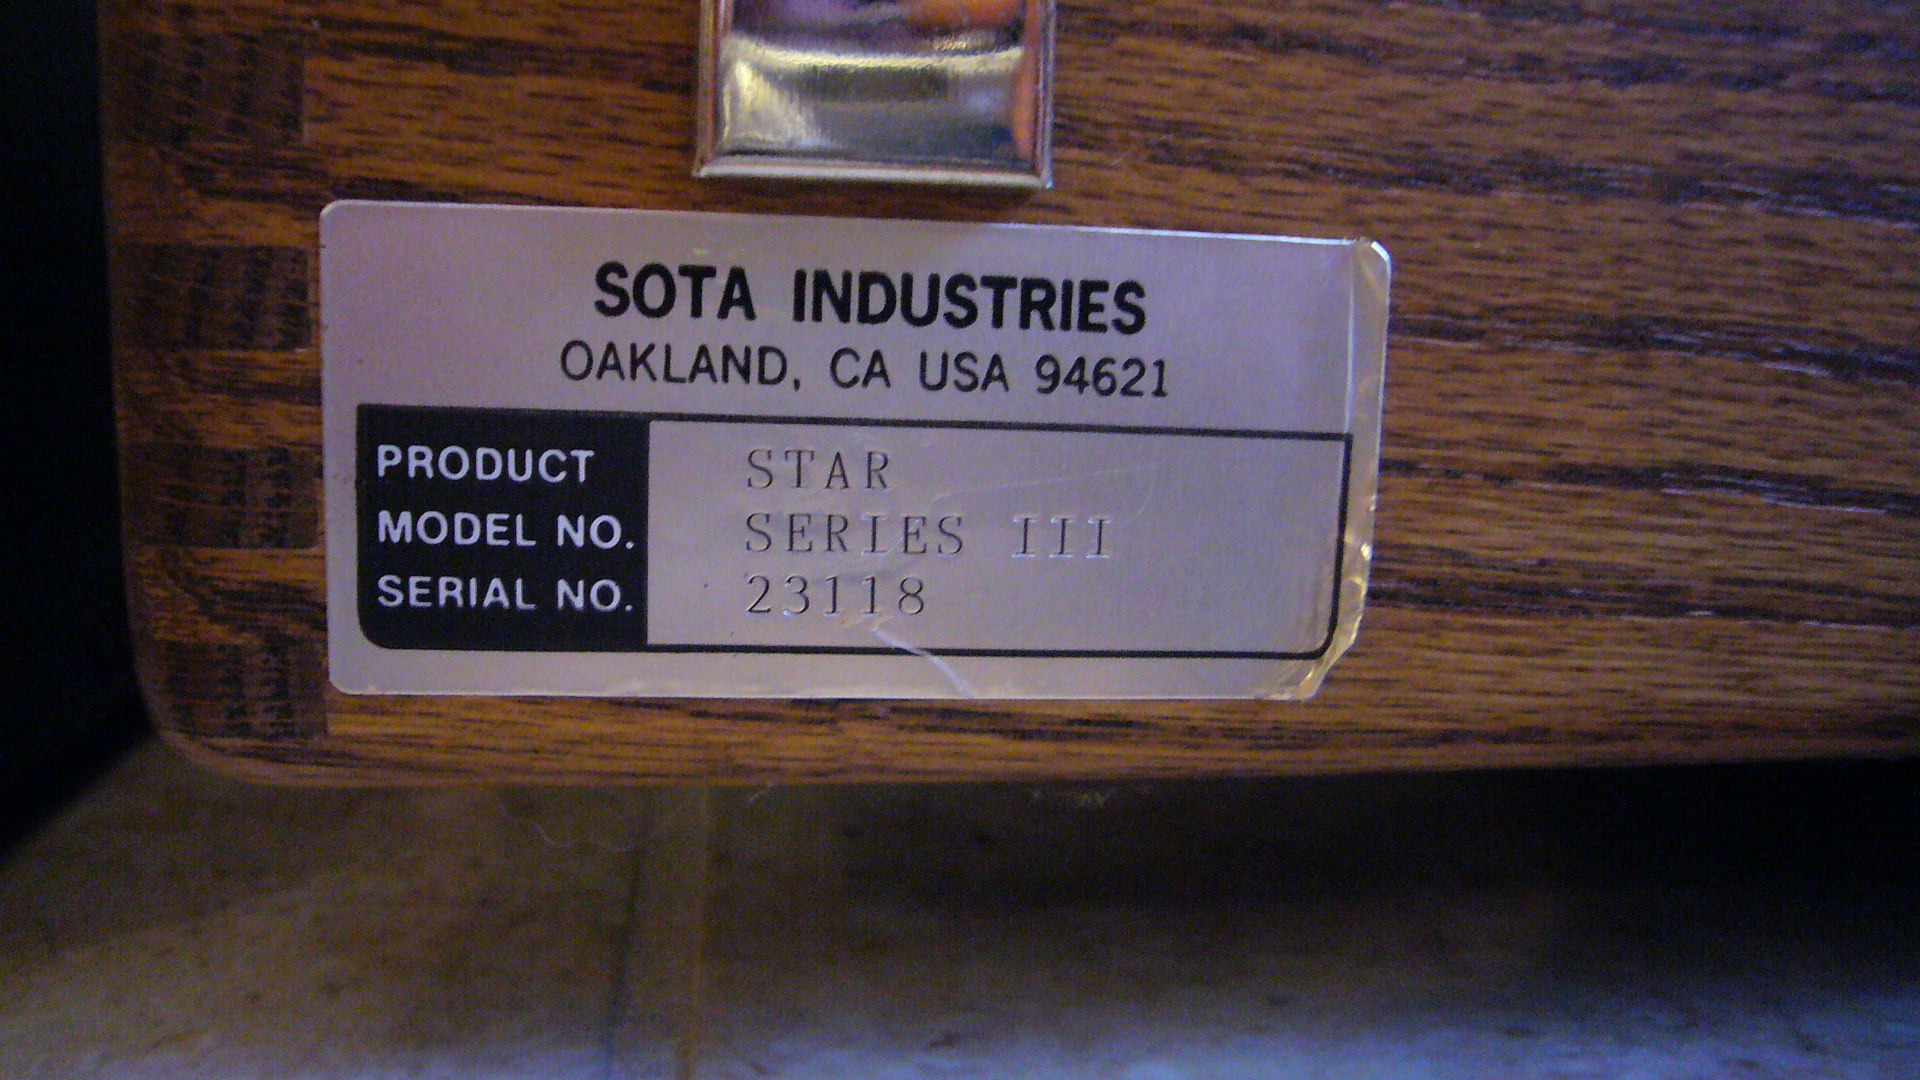 SOTA INDUSTRIES
OAKLAND, CA USA 94621
PRODUCT STAR
MODEL NO. SERIES III
SERIAL NO. 23118